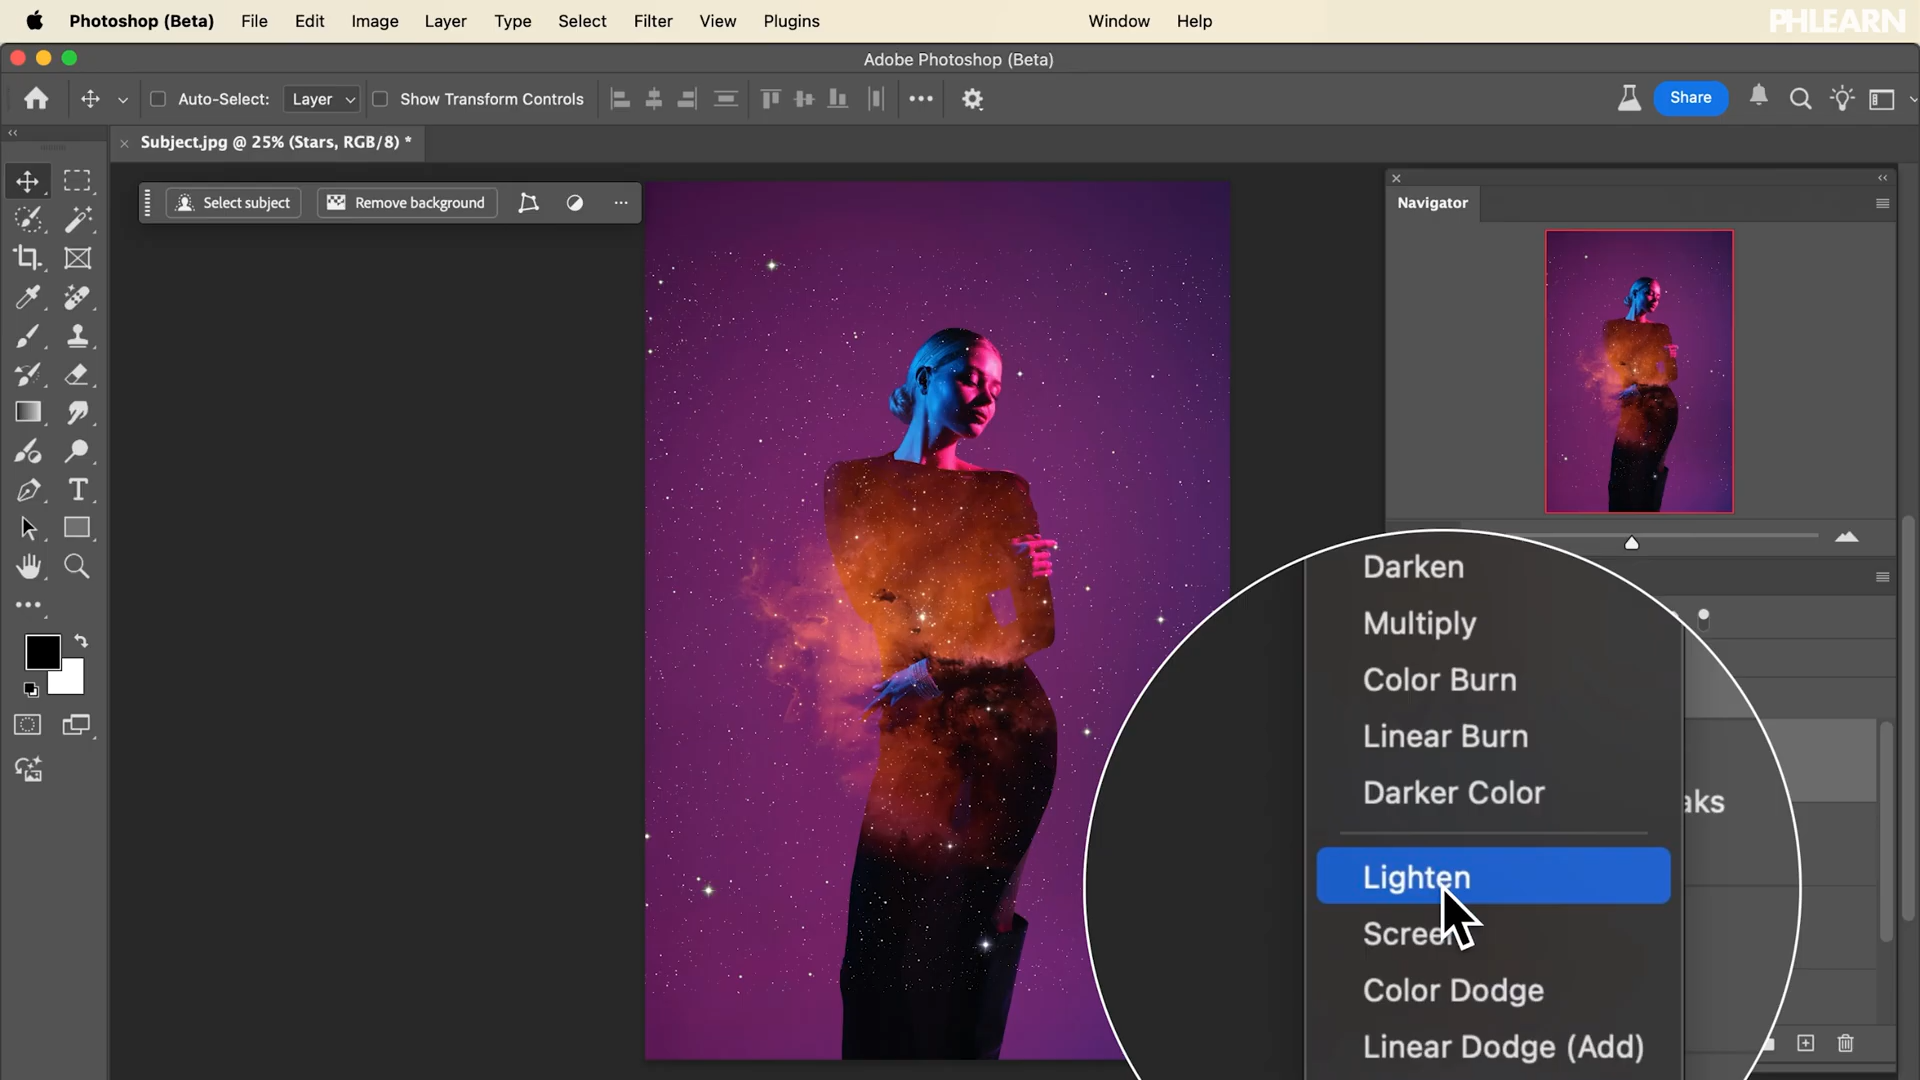 Photoshop (Beta) File Edit Image Layer Type Select Filter View Plugins Window Help
PHLEARN
Adobe Photoshop (Beta)
Auto-Select: Layer Show Transform Controls
Share
Subject.jpg @ 25% (Stars, RGB/8) *
Select subject Remove background
Navigator
Darken
Multiply
Color Burn
Linear Burn
Darker Color
aks
Lighten
Color Dodge
Linear Dodge (Add)